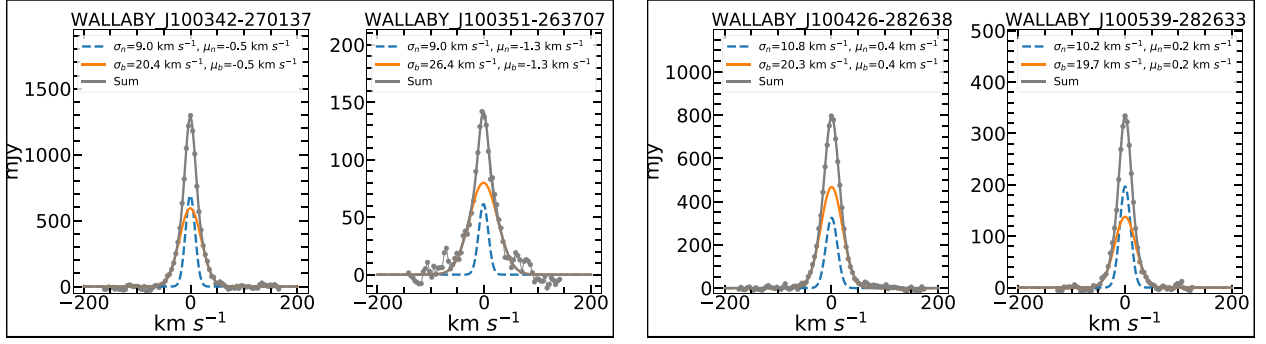 WALLABY_J100342-270137
σn=9.0 km s−1, μn=-0.5 km s−1
σb=20.4 km s−1, μb=-0.5 km s−1
Sum
1500
1000
500
0
mJy
−200 0 200
km s−1
WALLABY_J100351-263707
σn=9.0 km s−1, μn=-1.3 km s−1
σb=26.4 km s−1, μb=-1.3 km s−1
Sum
200
150
100
50
0
−200 0 200
km s−1
WALLABY_J100426-282638
σn=10.8 km s−1, μn=0.4 km s−1
σb=20.3 km s−1, μb=0.4 km s−1
Sum
1000
800
600
400
200
0
mJy
−200 0 200
km s−1
WALLABY_J100539-282633
σn=10.2 km s−1, μn=0.2 km s−1
σb=19.7 km s−1, μb=0.2 km s−1
Sum
500
400
300
200
100
0
−200 0 200
km s−1